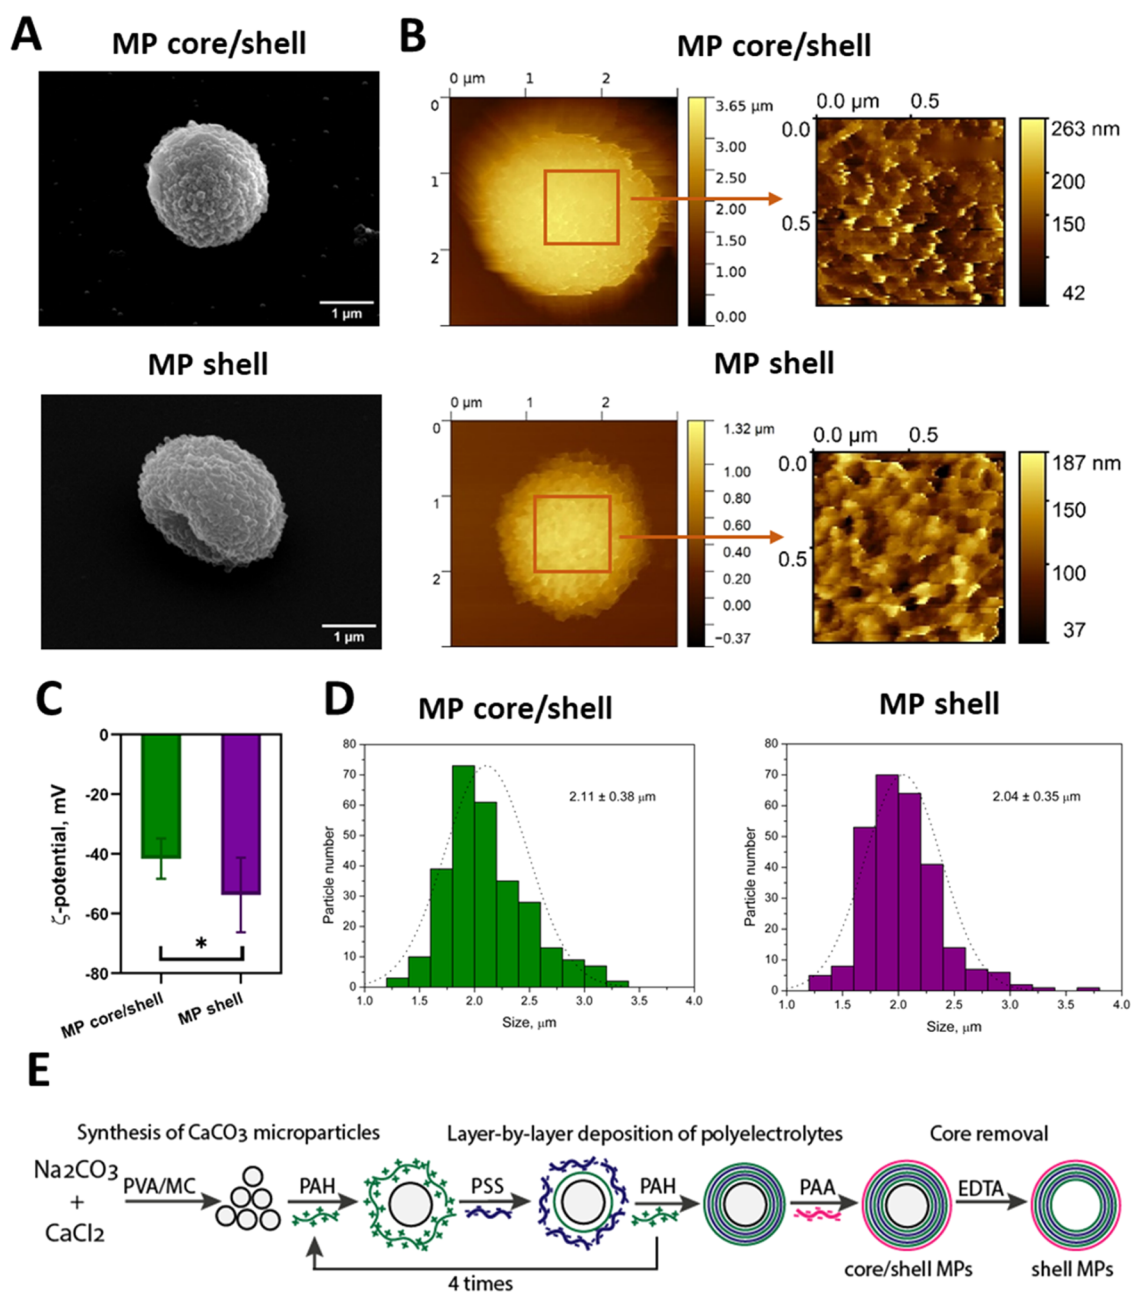 A
MP core/shell
1 µm
MP shell
1 µm
B
MP core/shell
0 µm 1 2
0
1
2
3.65 µm
3.00
2.50
2.00
1.50
1.00
0.00
0.0 µm 0.5
0.0
0.5
263 nm
200
150
42
MP shell
0 µm 1 2
0
1
2
1.32 µm
1.00
0.80
0.60
0.40
0.20
0.00
−0.37
0.0 µm 0.5
0.0
0.5
187 nm
150
100
37
C
ζ-potential, mV
0
-20
-40
-60
-80
*
MP core/shell
MP shell
D
MP core/shell
Particle number
80
70
60
50
40
30
20
10
0
2.11 ± 0.38 µm
1.0 1.5 2.0 2.5 3.0 3.5 4.0
Size, µm
MP shell
Particle number
80
70
60
50
40
30
20
10
0
2.04 ± 0.35 µm
1.0 1.5 2.0 2.5 3.0 3.5 4.0
Size, µm
E
Synthesis of CaCO3 microparticles
Layer-by-layer deposition of polyelectrolytes
Core removal
Na2CO3
+
CaCl2
PVA/MC
PAH
PSS
PAH
PAA
EDTA
4 times
core/shell MPs
shell MPs